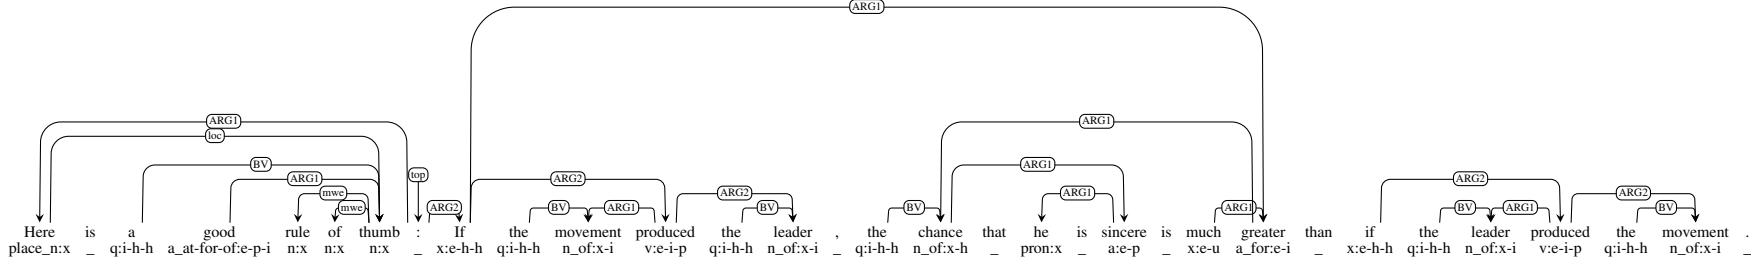 ARG1
ARG1
loc
ARG1
BV
ARG1
top
ARG1
ARG2
ARG2
mwe
ARG2
ARG1
ARG2
mwe
ARG2
BV
ARG1
BV
BV
ARG1
BV
ARG1
BV
Here is a good rule of thumb : If the movement produced the leader , the chance that he is sincere is much greater than if the leader produced the movement .
place_n:x _ q:i-h-h a_at-for-of:e-p-i n:x n:x n:x _ x:e-h-h q:i-h-h n_of:x-i v:e-i-p q:i-h-h n_of:x-i _ q:i-h-h n_of:x-h _ pron:x _ a:e-p _ x:e-u a_for:e-i _ x:e-h-h q:i-h-h n_of:x-i v:e-i-p q:i-h-h n_of:x-i _